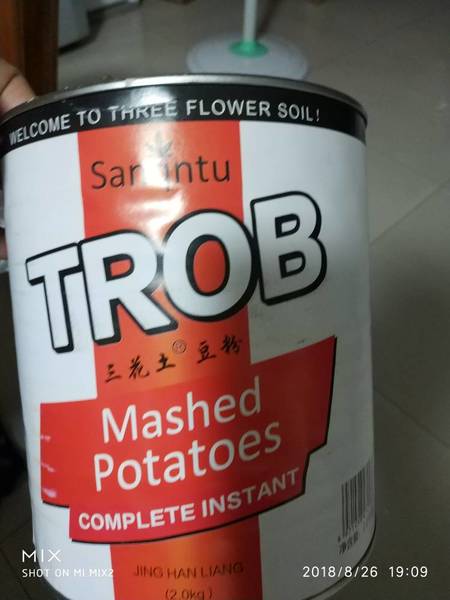 WELCOME TO THREE FLOWER SOIL!
TROB
三花土® 豆粉
Mashed
Potatoes
COMPLETE INSTANT
JING HAN LIANG
(2.0kg)
MIX
SHOT ON MI MIX2
2018/8/26 19:09